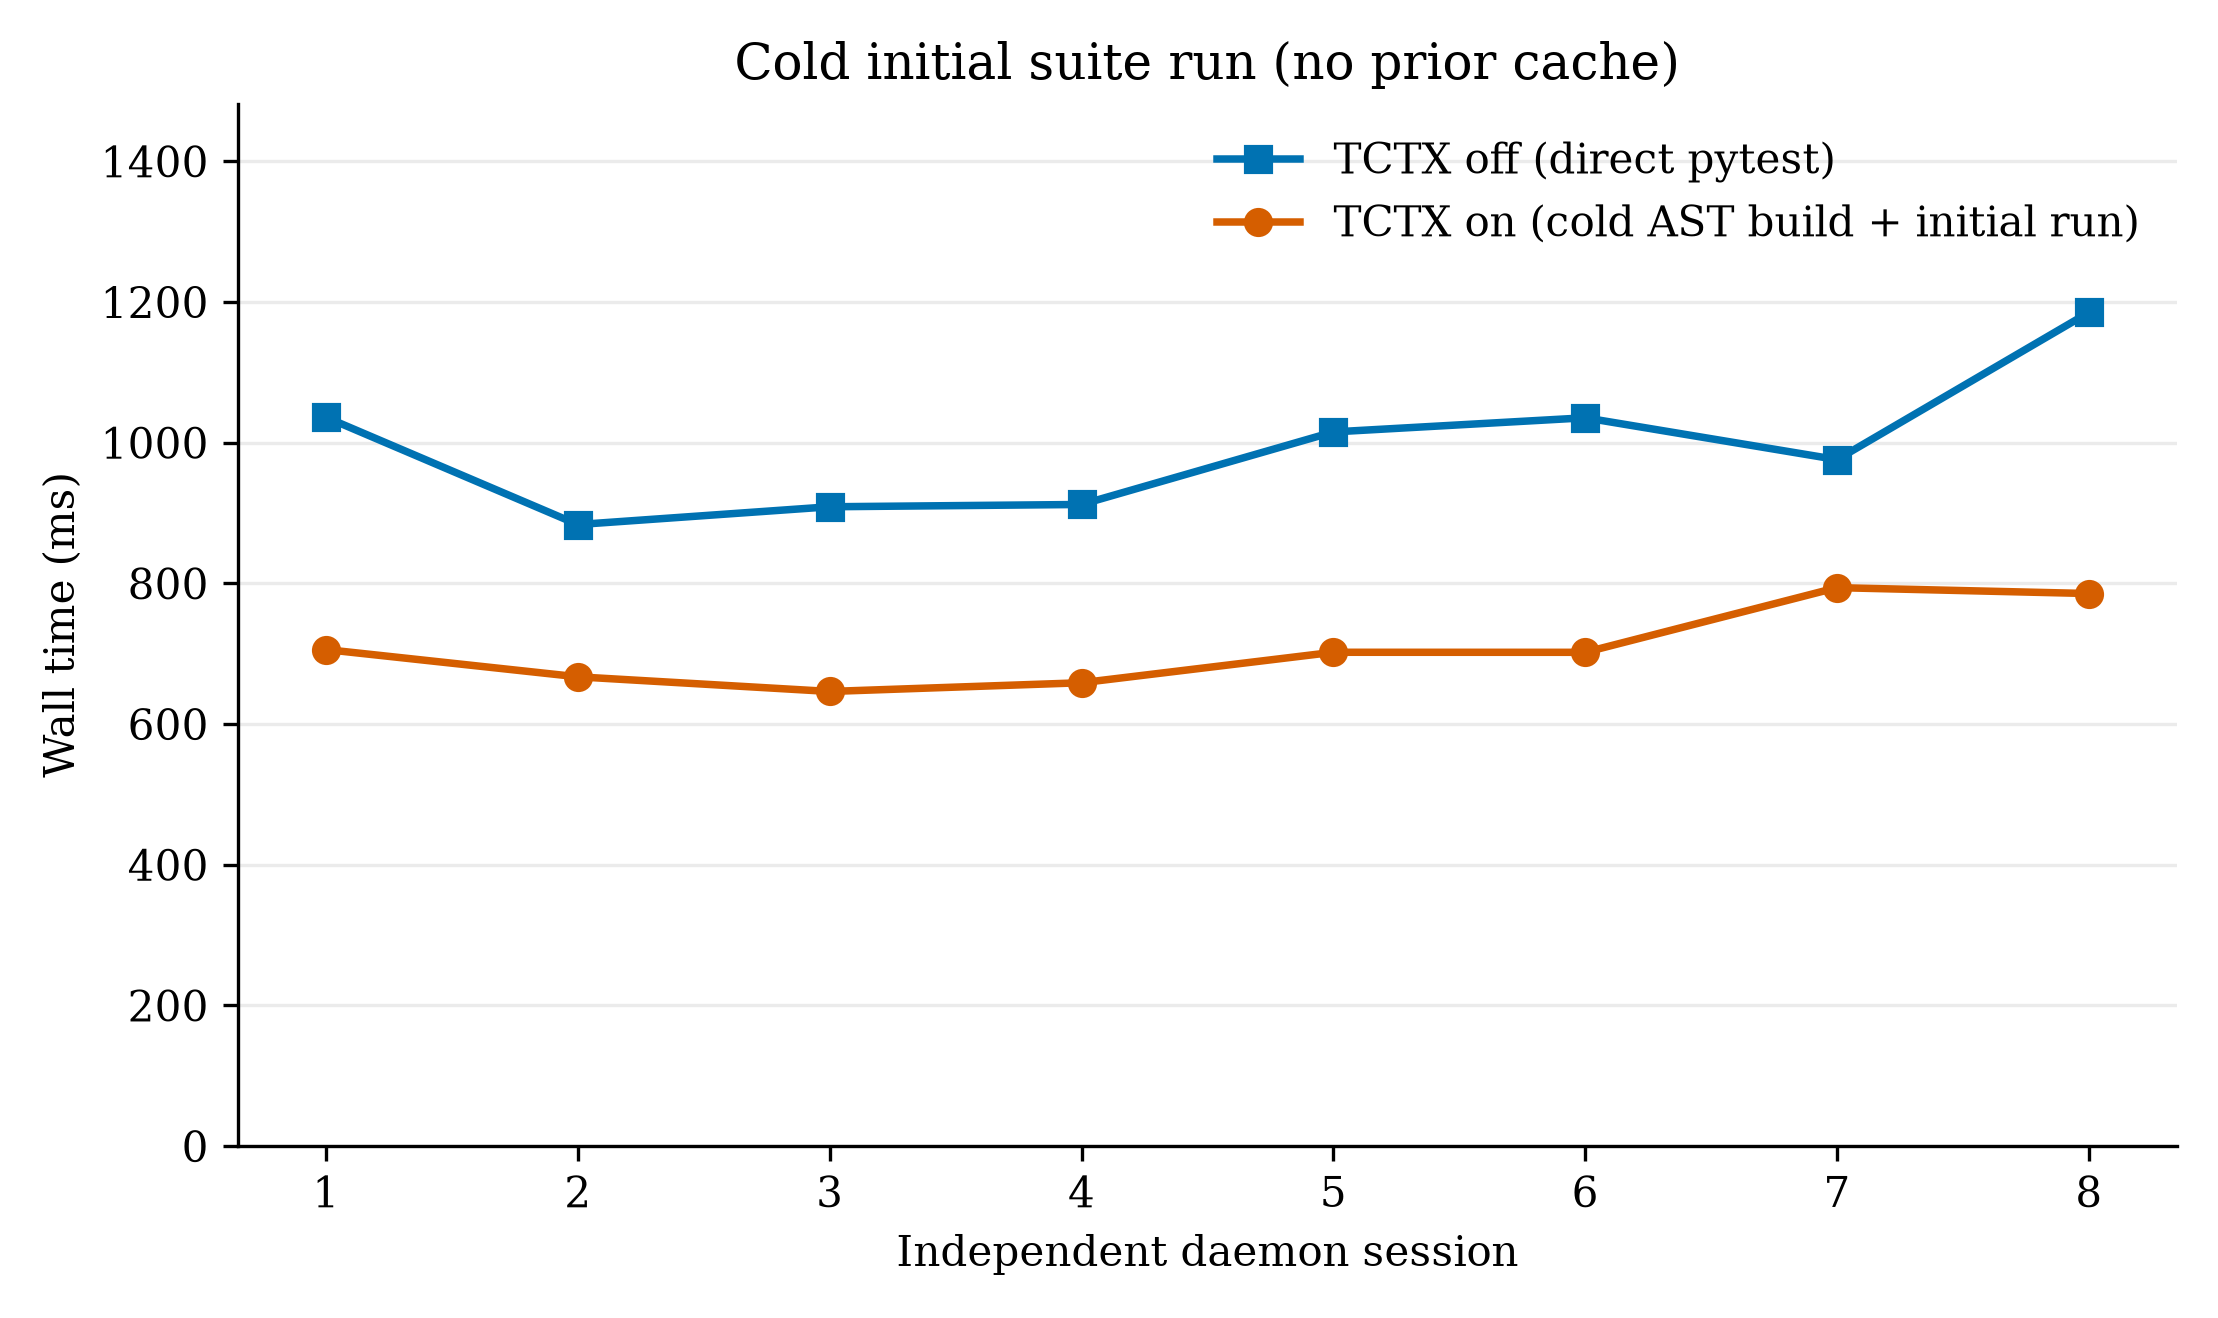 Cold initial suite run (no prior cache)
TCTX off (direct pytest)
TCTX on (cold AST build + initial run)
1400
1200
1000
800
600
400
200
0
Wall time (ms)
1 2 3 4 5 6 7 8
Independent daemon session